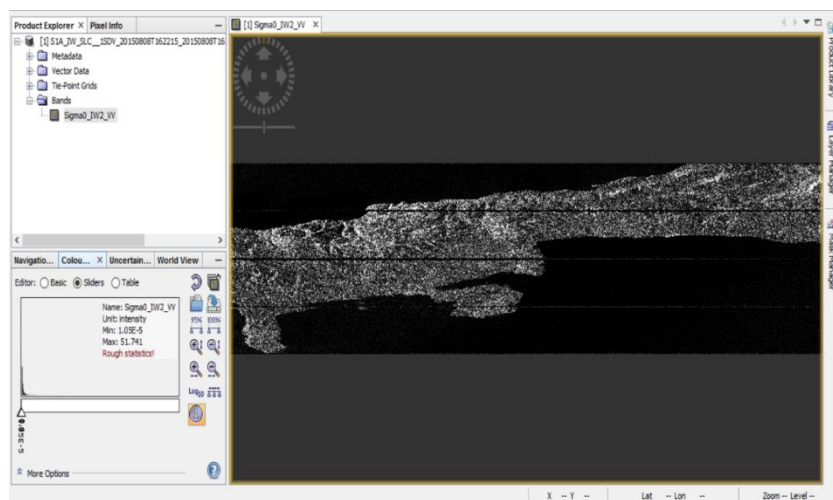 Product Explorer × Pixel Info –
[1] Sigma0_IW2_VV ×
[1] S1A_IW_SLC__1SDV_20150808T162215_20150808T16
Metadata
Vector Data
Tie-Point Grids
Bands
Sigma0_IW2_VV
Product Library
Layer Manager
Mask Manager
Navigatio... Colou... × Uncertain... World View –
Editor: Basic Sliders Table
Name: Sigma0_IW2_VV
Unit: intensity
Min: 1.05E-5
Max: 51.741
Rough statistics!
95% 100%
Log10
More Options
X -- Y -- Lat -- Lon -- Zoom -- Level --